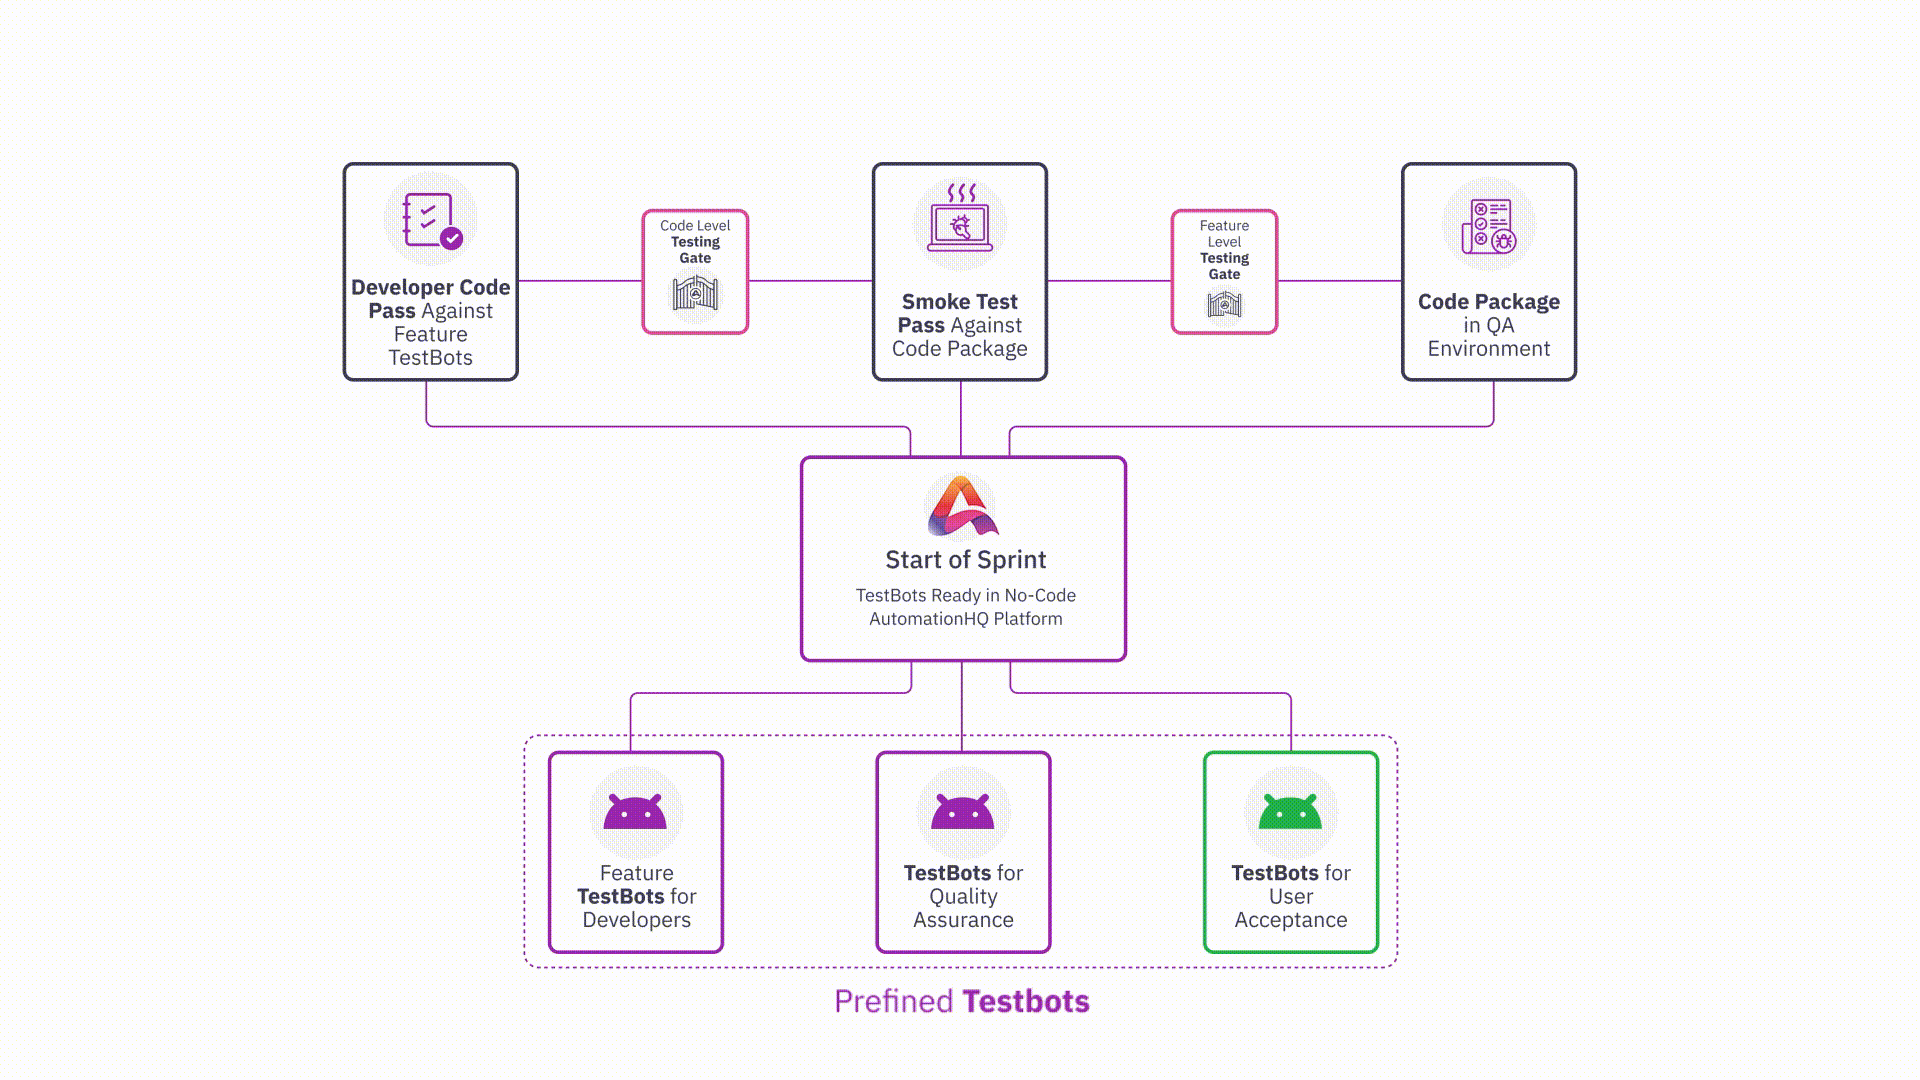 Developer Code
Pass Against
Feature
TestBots
Code Level
Testing
Gate
Smoke Test
Pass Against
Code Package
Feature
Level
Testing
Gate
Code Package
in QA
Environment
Start of Sprint
TestBots Ready in No-Code
AutomationHQ Platform
Feature
TestBots for
Developers
TestBots for
Quality
Assurance
TestBots for
User
Acceptance
Prefined Testbots